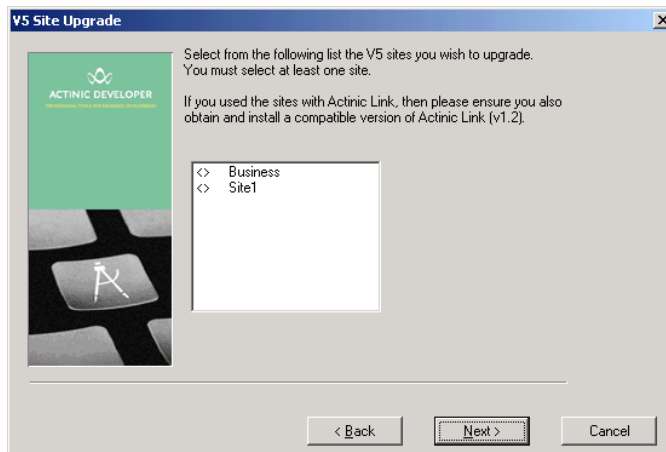 V5 Site Upgrade
ACTINIC DEVELOPER
Select from the following list the V5 sites you wish to upgrade.
You must select at least one site.
If you used the sites with Actinic Link, then please ensure you also
obtain and install a compatible version of Actinic Link (v1.2).
<> Business
<> Site1
< Back
Next >
Cancel